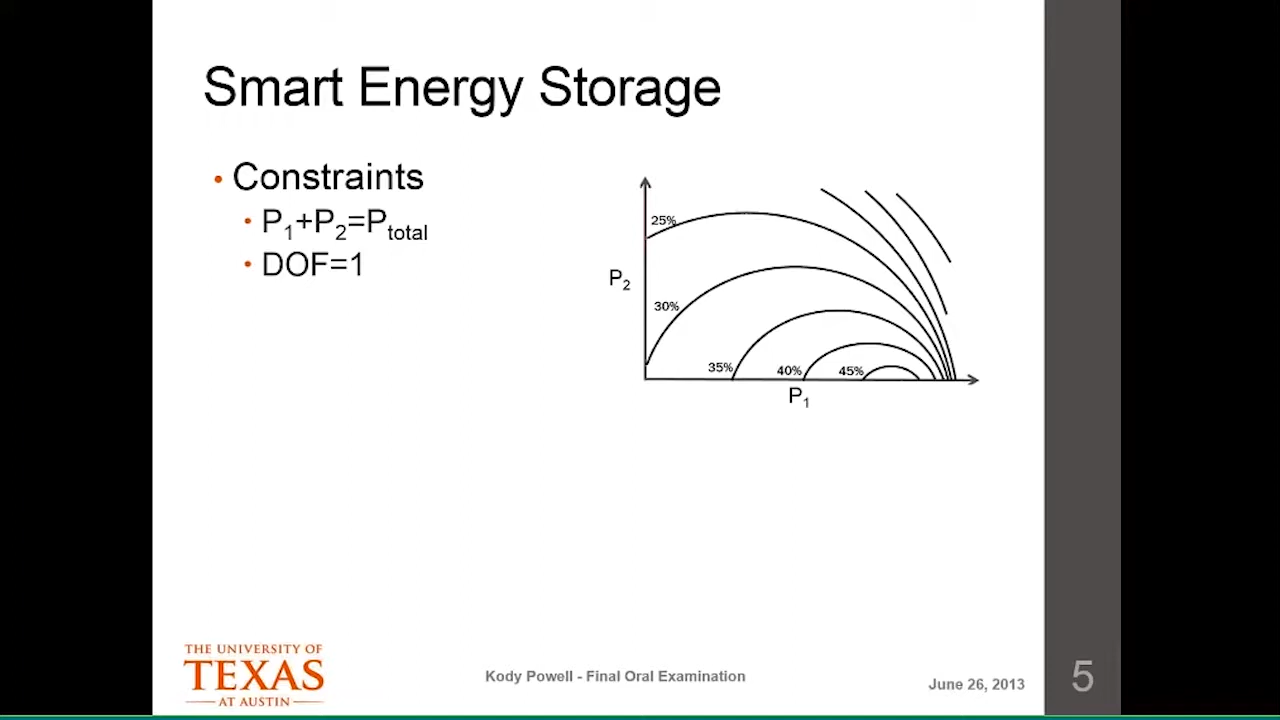 Smart Energy Storage
• Constraints
• P₁+P₂=Pₜₒₜₐₗ
• DOF=1
25%
P₂
30%
35%
40%
45%
P₁
THE UNIVERSITY OF
TEXAS
AT AUSTIN
Kody Powell - Final Oral Examination
June 26, 2013
5